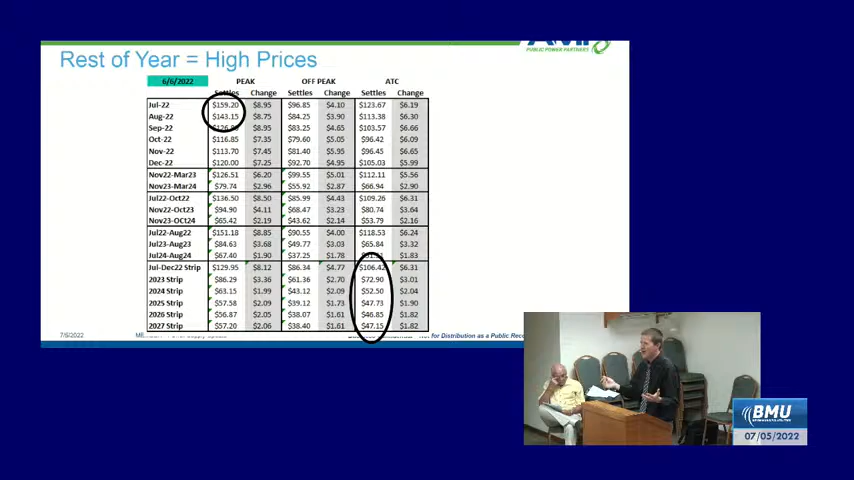 AMP
PUBLIC POWER PARTNERS
Rest of Year = High Prices
6/6/2022 PEAK OFF PEAK ATC
Settles Change Settles Change Settles Change
Jul-22 $159.20 $8.95 $96.85 $4.10 $123.67 $6.19
Aug-22 $143.15 $8.75 $84.25 $3.90 $113.38 $6.30
Sep-22 $8.95 $83.25 $4.65 $103.57 $6.66
Oct-22 $116.85 $7.35 $79.60 $5.05 $96.42 $6.09
Nov-22 $113.70 $7.45 $81.40 $5.95 $96.45 $6.65
Dec-22 $120.00 $7.25 $92.70 $4.95 $105.03 $5.99
Nov22-Mar23 $126.51 $6.20 $99.55 $5.01 $112.11 $5.56
Nov23-Mar24 $79.74 $2.96 $55.92 $2.87 $66.94 $2.90
Jul22-Oct22 $136.50 $8.50 $85.99 $4.43 $109.26 $6.31
Nov22-Oct23 $94.90 $4.11 $68.47 $3.23 $80.74 $3.64
Nov23-OCt24 $65.42 $2.19 $43.62 $2.14 $53.79 $2.16
Jul22-Aug22 $151.18 $8.85 $90.55 $4.00 $118.53 $6.24
Jul23-Aug23 $84.63 $3.68 $49.77 $3.03 $65.84 $3.32
Jul24-Aug24 $67.40 $1.90 $37.25 $1.78 $1.83
Jul-Dec22 Strip $129.95 $8.12 $86.34 $4.77 $106.42 $6.31
2023 Strip $86.29 $3.36 $61.36 $2.70 $72.90 $3.01
2024 Strip $63.15 $1.99 $43.12 $2.09 $52.50 $2.04
2025 Strip $57.58 $2.09 $39.12 $1.73 $47.73 $1.90
2026 Strip $56.87 $2.05 $38.07 $1.61 $46.85 $1.82
2027 Strip $57.20 $2.06 $38.40 $1.61 $47.15 $1.82
7/6/2022 Not for Distribution as a Public Rec
BMU
07/05/2022